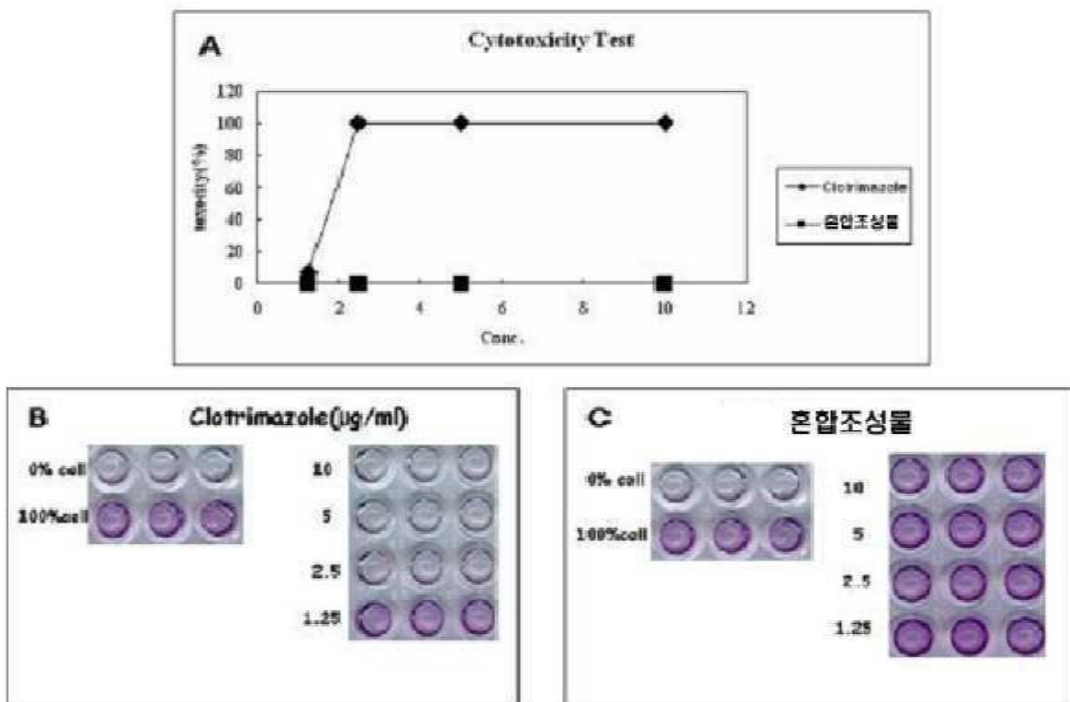 A
Cytotoxicity Test
120
100
80
60
40
20
0
0 2 4 6 8 10 12
Conc.
Clotrimazole
혼합조성물
B
Clotrimazole(μg/ml)
0% cell
100%cell
10
5
2.5
1.25
C
혼합조성물
0% cell
100%cell
10
5
2.5
1.25